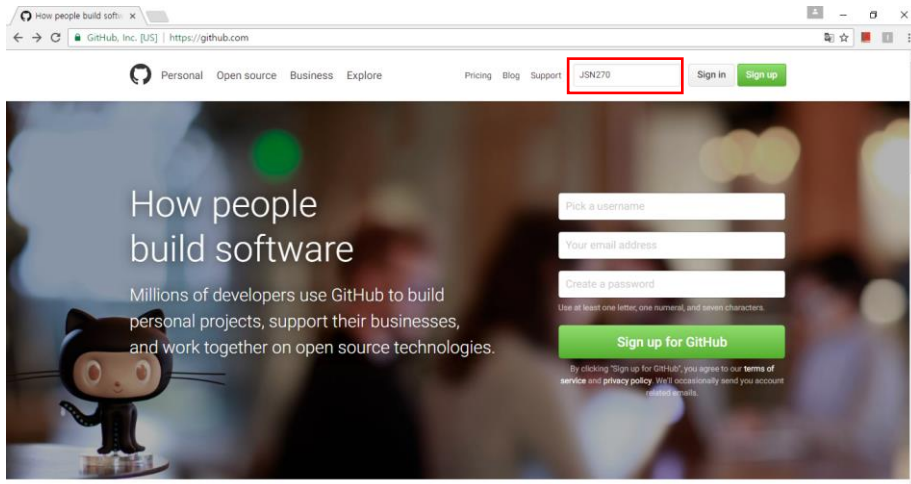 How people build softw
GitHub, Inc. [US] | https://github.com
Personal Open source Business Explore Pricing Blog Support JSN270 Sign in Sign up
How people
build software
Millions of developers use GitHub to build
personal projects, support their businesses,
and work together on open source technologies.
Pick a username
Your email address
Create a password
Use at least one letter, one numeral, and seven characters.
Sign up for GitHub
By clicking "Sign up for GitHub", you agree to our terms of
service and privacy policy. We'll occasionally send you account
related emails.